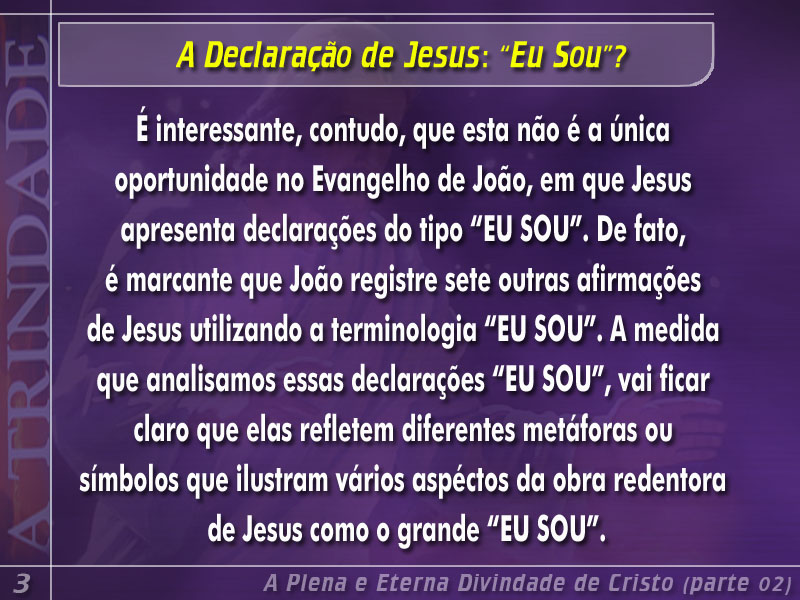 A Declaração de Jesus: “Eu Sou”?
É interessante, contudo, que esta não é a única
oportunidade no Evangelho de João, em que Jesus
apresenta declarações do tipo “EU SOU”. De fato,
é marcante que João registre sete outras afirmações
de Jesus utilizando a terminologia “EU SOU”. A medida
que analisamos essas declarações “EU SOU”, vai ficar
claro que elas refletem diferentes metáforas ou
símbolos que ilustram vários aspéctos da obra redentora
de Jesus como o grande “EU SOU”.
A TRINDADE
3
A Plena e Eterna Divindade de Cristo (parte 02)